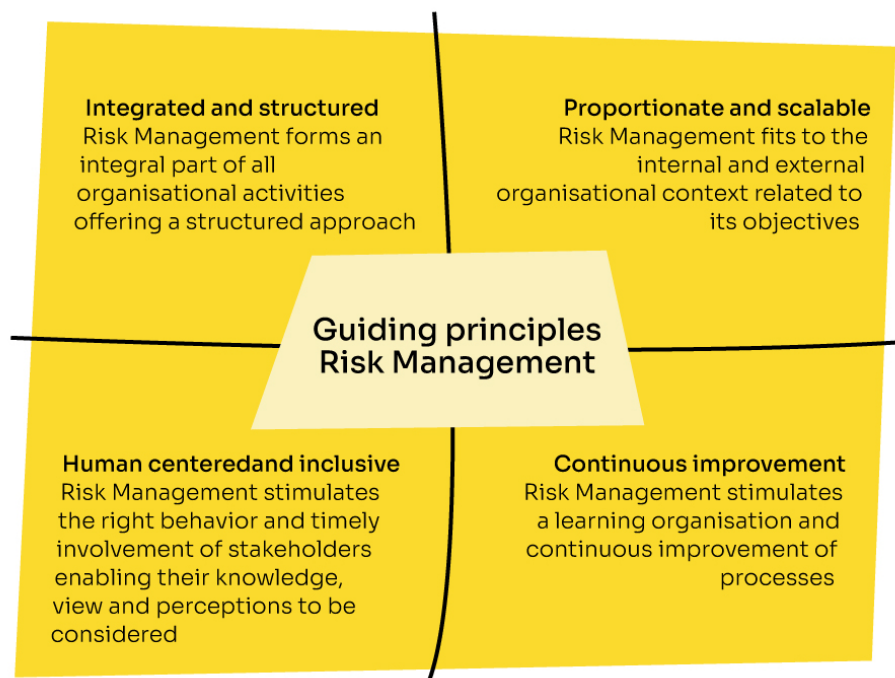 Integrated and structured
Risk Management forms an
integral part of all
organisational activities
offering a structured approach
Proportionate and scalable
Risk Management fits to the
internal and external
organisational context related to
its objectives
Guiding principles
Risk Management
Human centeredand inclusive
Risk Management stimulates
the right behavior and timely
involvement of stakeholders
enabling their knowledge,
view and perceptions to be
considered
Continuous improvement
Risk Management stimulates
a learning organisation and
continuous improvement of
processes